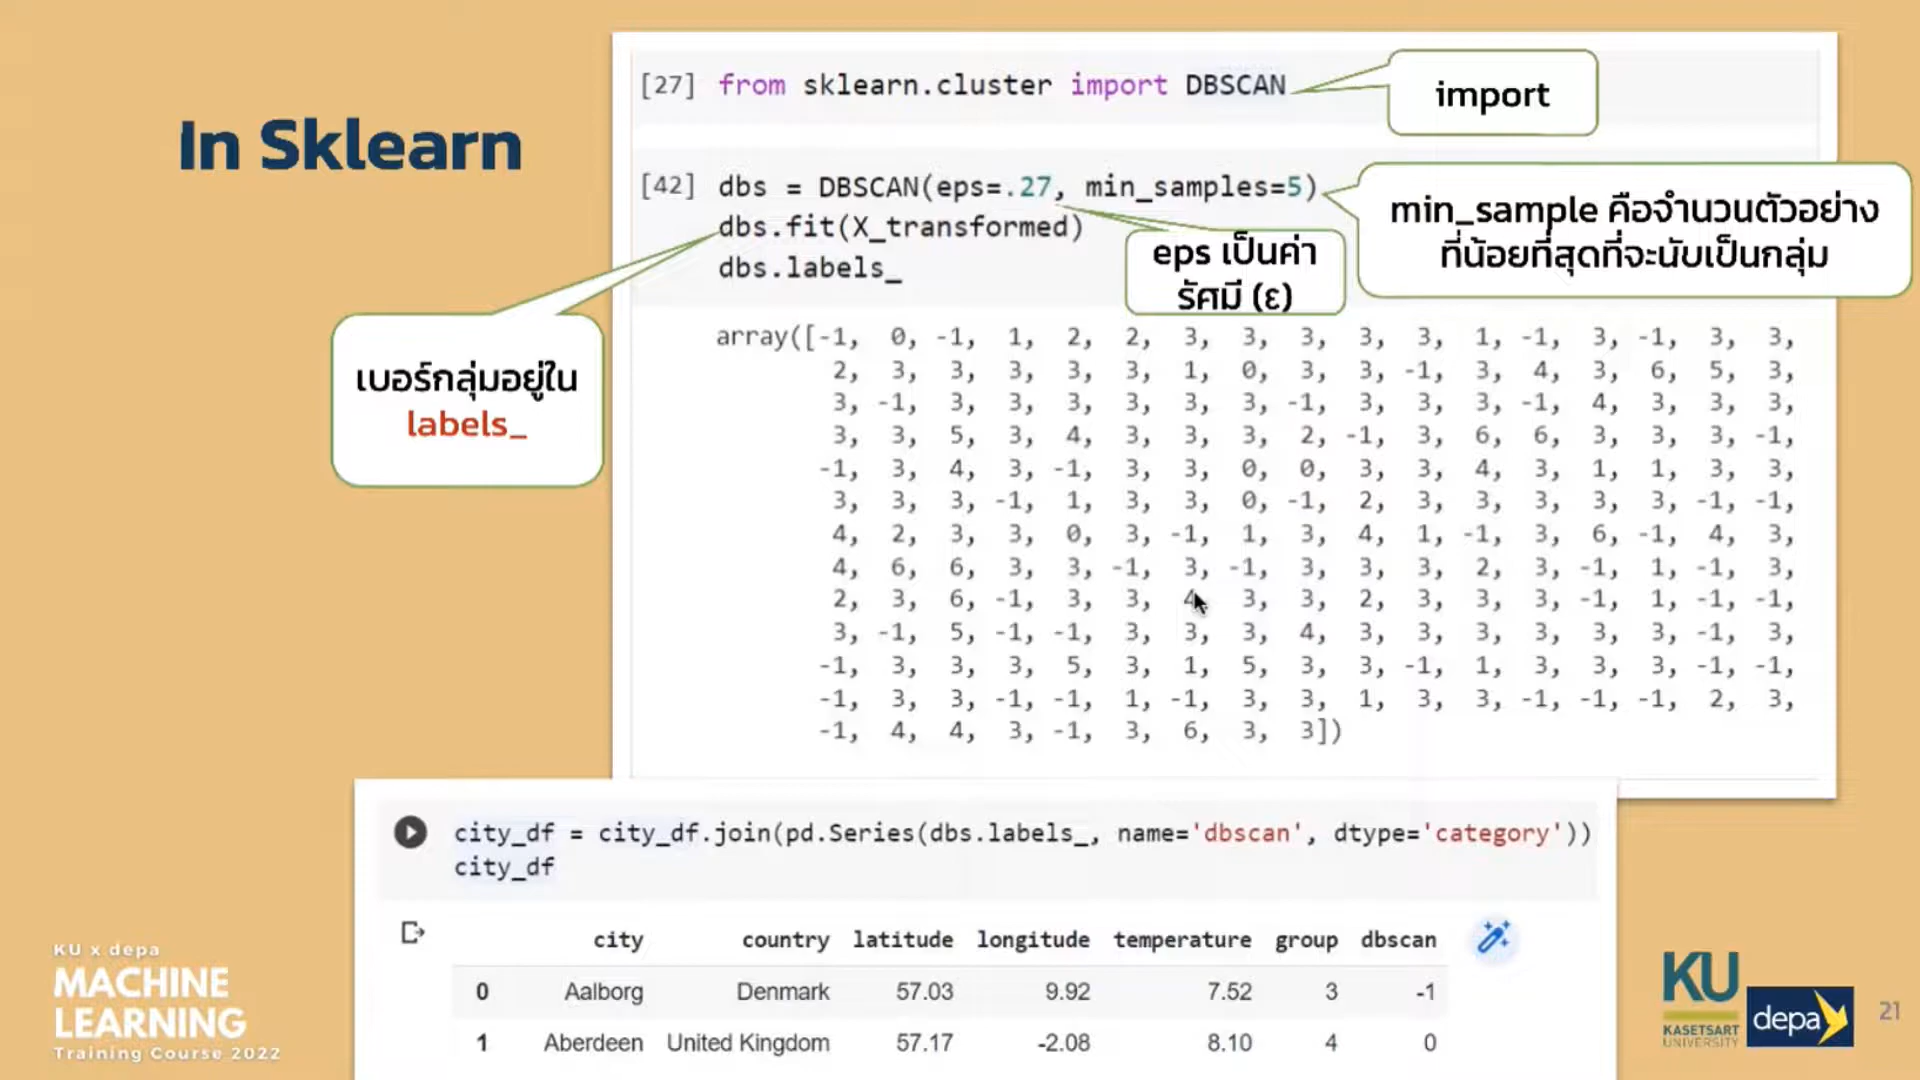 In Sklearn
[27] from sklearn.cluster import DBSCAN
import
[42] dbs = DBSCAN(eps=.27, min_samples=5)
dbs.fit(X_transformed)
dbs.labels_
min_sample คือจำนวนตัวอย่าง
ที่น้อยที่สุดที่จะนับเป็นกลุ่ม
eps เป็นค่า
รัศมี (ε)
เบอร์กลุ่มอยู่ใน
labels_
array([-1, 0, -1, 1, 2, 2, 3, 3, 3, 3, 3, 1, -1, 3, -1, 3, 3,
2, 3, 3, 3, 3, 3, 1, 0, 3, 3, -1, 3, 4, 3, 6, 5, 3,
3, -1, 3, 3, 3, 3, 3, 3, -1, 3, 3, 3, -1, 4, 3, 3, 3,
3, 3, 5, 3, 4, 3, 3, 3, 2, -1, 3, 6, 6, 3, 3, 3, -1,
-1, 3, 4, 3, -1, 3, 3, 0, 0, 3, 3, 4, 3, 1, 1, 3, 3,
3, 3, 3, -1, 1, 3, 3, 0, -1, 2, 3, 3, 3, 3, 3, -1, -1,
4, 2, 3, 3, 0, 3, -1, 1, 3, 4, 1, -1, 3, 6, -1, 4, 3,
4, 6, 6, 3, 3, -1, 3, -1, 3, 3, 3, 2, 3, -1, 1, -1, 3,
2, 3, 6, -1, 3, 3, 4, 3, 3, 2, 3, 3, 3, -1, 1, -1, -1,
3, -1, 5, -1, -1, 3, 3, 3, 4, 3, 3, 3, 3, 3, 3, -1, 3,
-1, 3, 3, 3, 5, 3, 1, 5, 3, 3, -1, 1, 3, 3, 3, -1, -1,
-1, 3, 3, -1, -1, 1, -1, 3, 3, 1, 3, 3, -1, -1, -1, 2, 3,
-1, 4, 4, 3, -1, 3, 6, 3, 3])
city_df = city_df.join(pd.Series(dbs.labels_, name='dbscan', dtype='category'))
city_df
city country latitude longitude temperature group dbscan
0 Aalborg Denmark 57.03 9.92 7.52 3 -1
1 Aberdeen United Kingdom 57.17 -2.08 8.10 4 0
KU x depa
MACHINE
LEARNING
Training Course 2022
KU
KASETSART
UNIVERSITY
depa
21